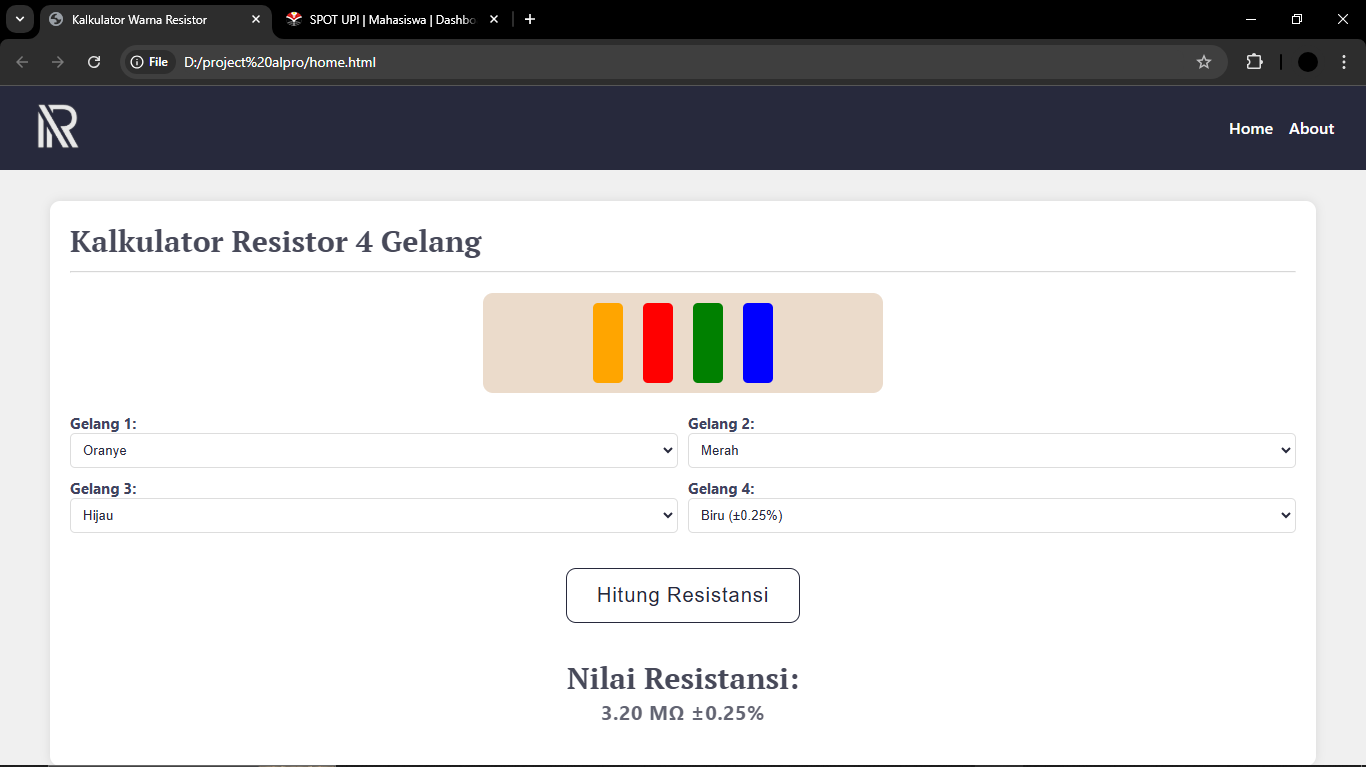 Kalkulator Warna Resistor
SPOT UPI | Mahasiswa | Dashbo
File
D:/project%20alpro/home.html
Home
About
Kalkulator Resistor 4 Gelang
Gelang 1:
Gelang 2:
Oranye
Merah
Gelang 3:
Gelang 4:
Hijau
Biru (±0.25%)
Hitung Resistansi
Nilai Resistansi:
3.20 MΩ ±0.25%